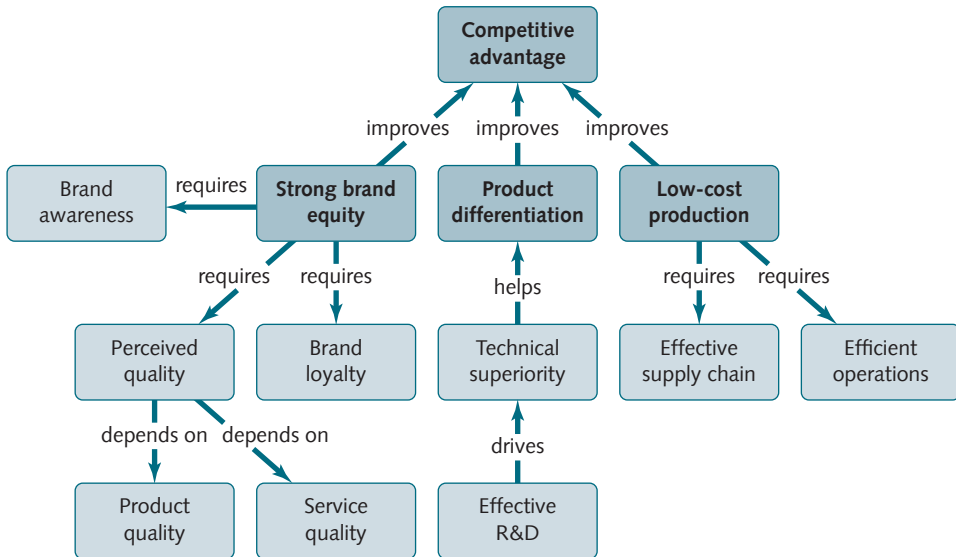 Competitive
advantage
improves
improves
improves
Brand
awareness
requires
Strong brand
equity
Product
differentiation
Low-cost
production
requires
requires
helps
requires
requires
Perceived
quality
Brand
loyalty
Technical
superiority
Effective
supply chain
Efficient
operations
depends on
depends on
drives
Product
quality
Service
quality
Effective
R&D